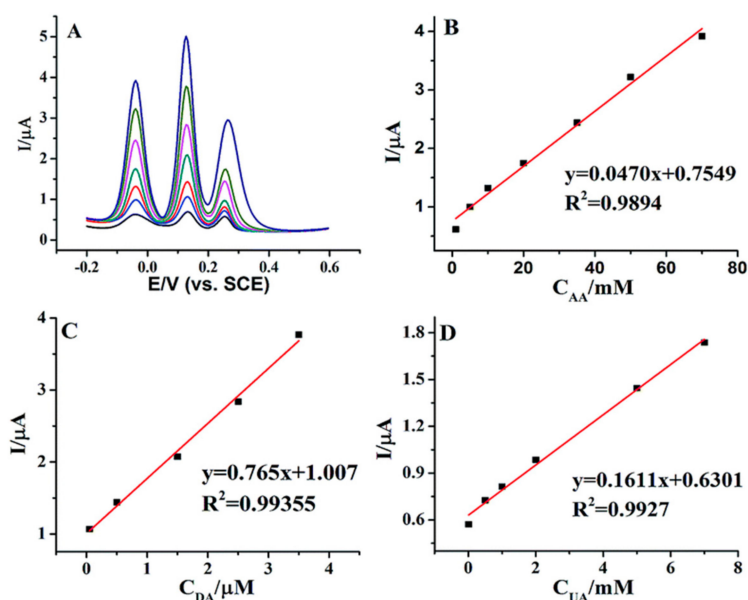 A
I/μA
5
4
3
2
1
0
-0.2
0.0
0.2
0.4
0.6
E/V (vs. SCE)
B
I/μA
4
3
2
1
y=0.0470x+0.7549
R²=0.9894
0
20
40
60
80
C_AA/mM
C
I/μA
4
3
2
1
y=0.765x+1.007
R²=0.99355
0
1
2
3
4
C_DA/μM
D
I/μA
1.8
1.5
1.2
0.9
0.6
y=0.1611x+0.6301
R²=0.9927
0
2
4
6
8
C_UA/mM